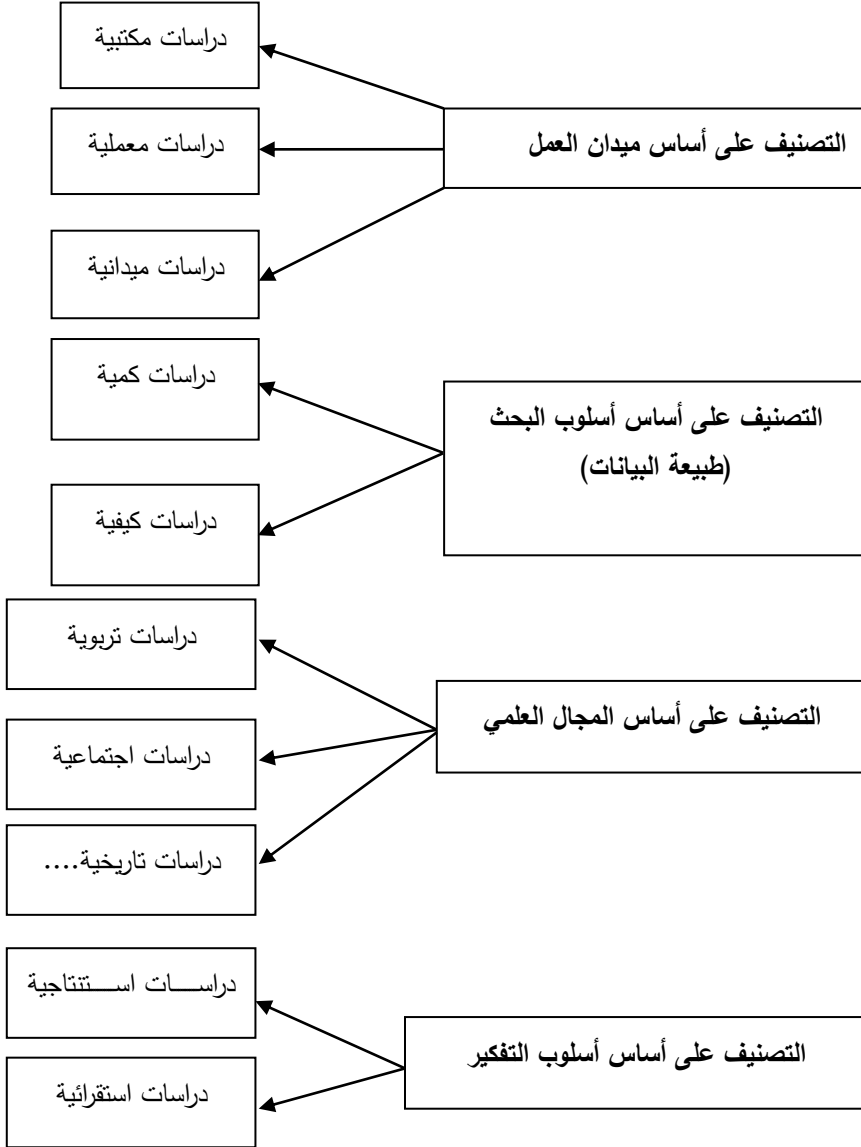 التصنيف على أساس ميدان العمل
دراسات مكتبية
دراسات معملية
دراسات ميدانية
التصنيف على أساس أسلوب البحث
(طبيعة البيانات)
دراسات كمية
دراسات كيفية
التصنيف على أساس المجال العلمي
دراسات تربوية
دراسات اجتماعية
دراسات تاريخية....
التصنيف على أساس أسلوب التفكير
دراســـات اســـتنتاجية
دراسات استقرائية